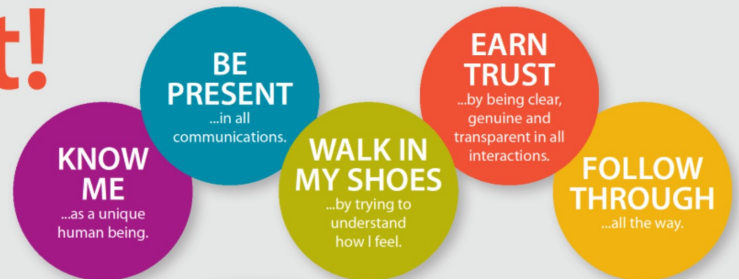 t!
KNOW
ME
...as a unique
human being.
BE
PRESENT
...in all
communications.
WALK IN
MY SHOES
...by trying to
understand
how I feel.
EARN
TRUST
...by being clear,
genuine and
transparent in all
interactions.
FOLLOW
THROUGH
...all the way.